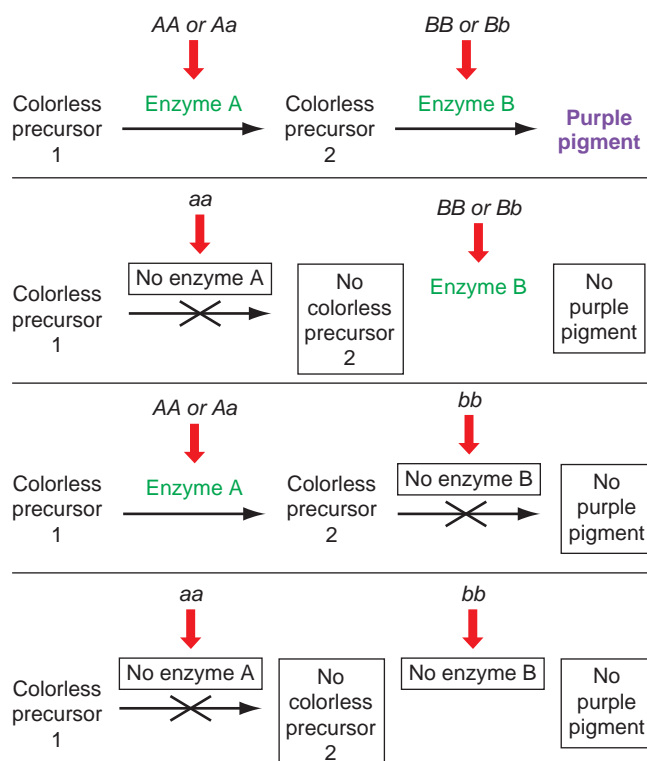 AA or Aa
BB or Bb
Colorless
precursor
1
Enzyme A
Colorless
precursor
2
Enzyme B
Purple
pigment
aa
BB or Bb
Colorless
precursor
1
No enzyme A
No
colorless
precursor
2
Enzyme B
No
purple
pigment
AA or Aa
bb
Colorless
precursor
1
Enzyme A
Colorless
precursor
2
No enzyme B
No
purple
pigment
aa
bb
Colorless
precursor
1
No enzyme A
No
colorless
precursor
2
No enzyme B
No
purple
pigment